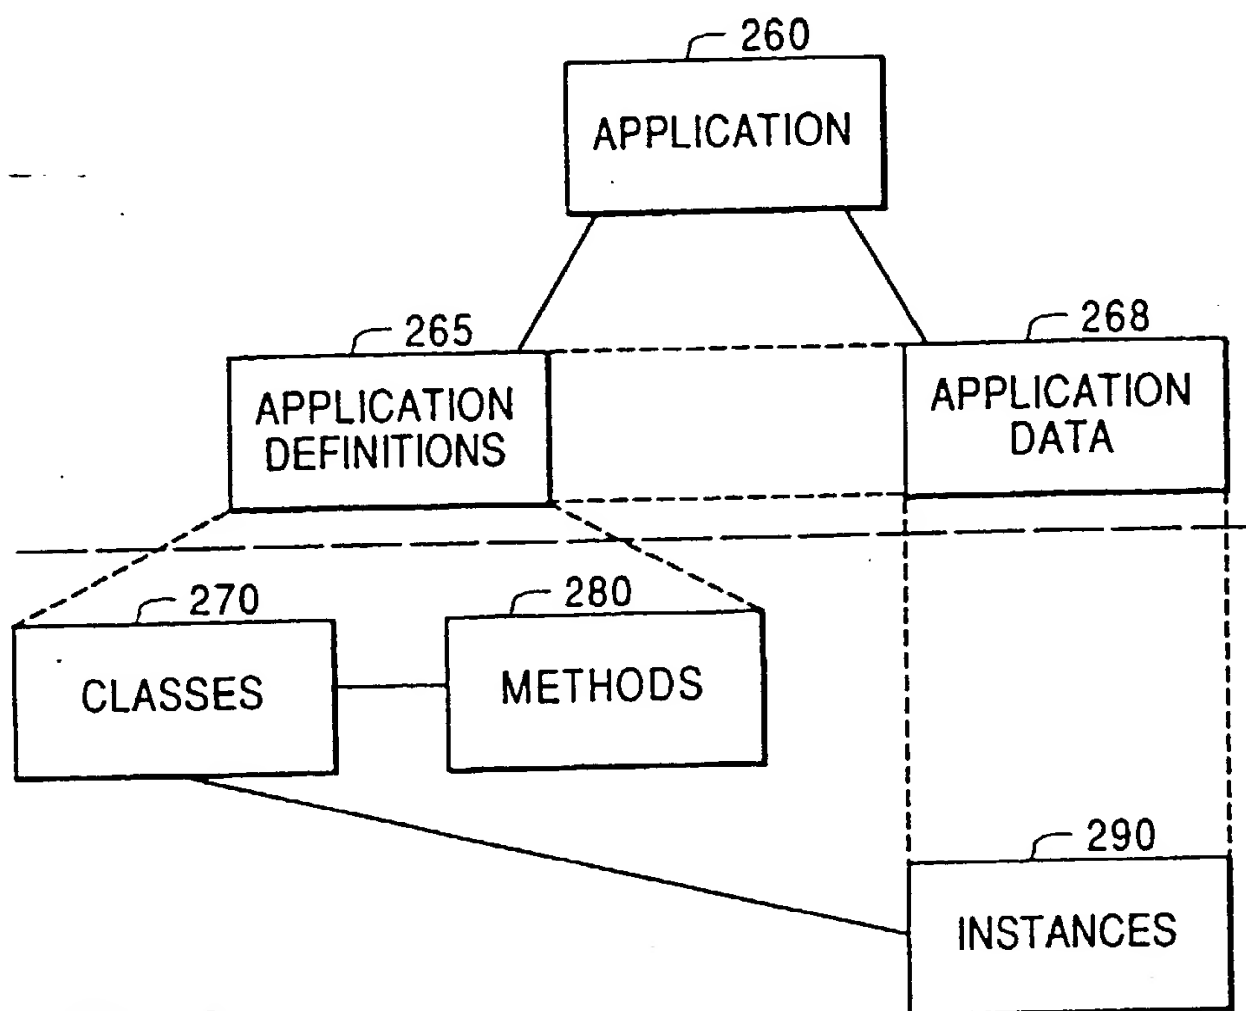 260
APPLICATION
265
APPLICATION
DEFINITIONS
268
APPLICATION
DATA
270
CLASSES
280
METHODS
290
INSTANCES